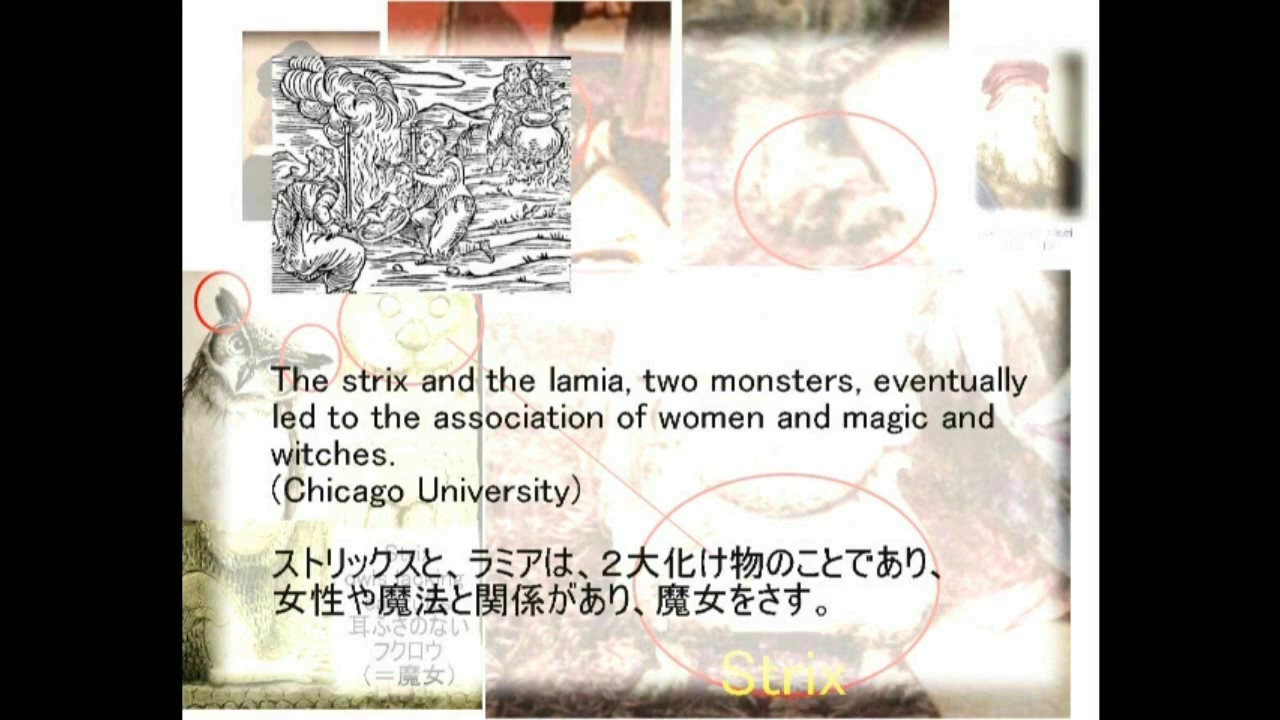 The strix and the lamia, two monsters, eventually
led to the association of women and magic and
witches.
(Chicago University)
ストリックスと、ラミアは、２大化け物のことであり、
女性や魔法と関係があり、魔女をさす。
耳ふさのない
フクロウ
（＝魔女）
Strix